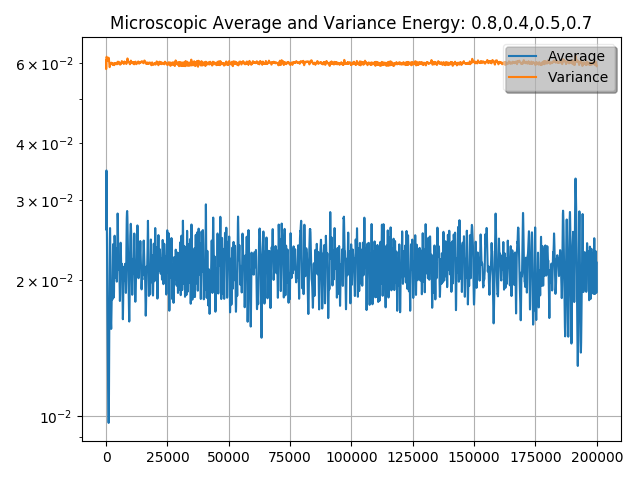 Microscopic Average and Variance Energy: 0.8,0.4,0.5,0.7
6 × 10⁻²
4 × 10⁻²
3 × 10⁻²
2 × 10⁻²
10⁻²
Average
Variance
0 25000 50000 75000 100000 125000 150000 175000 200000